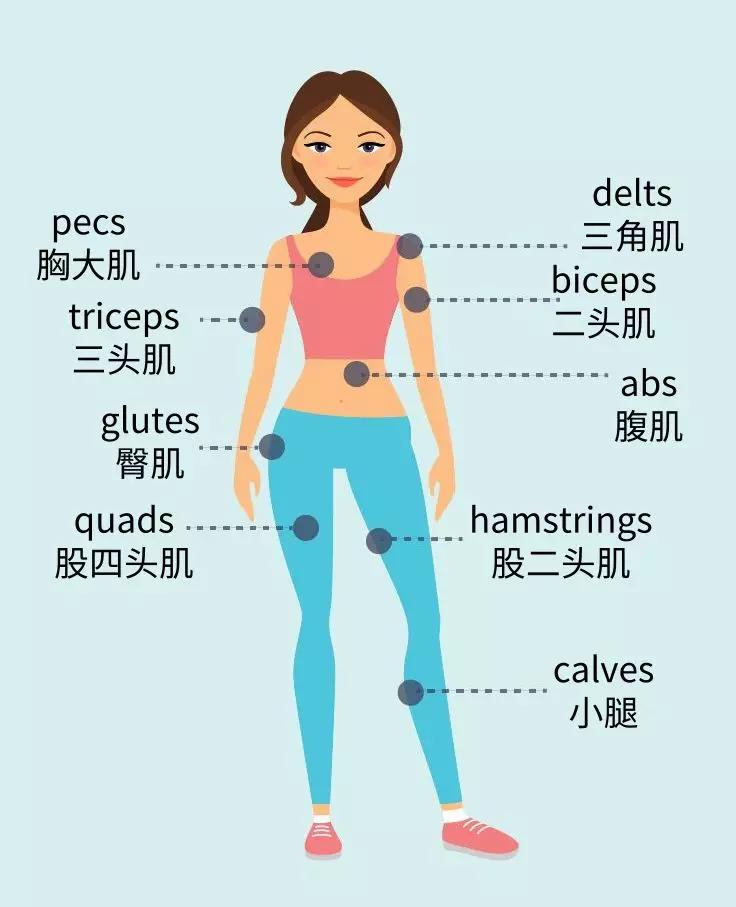 pecs
胸大肌
triceps
三头肌
glutes
臀肌
quads
股四头肌
delts
三角肌
biceps
二头肌
abs
腹肌
hamstrings
股二头肌
calves
小腿